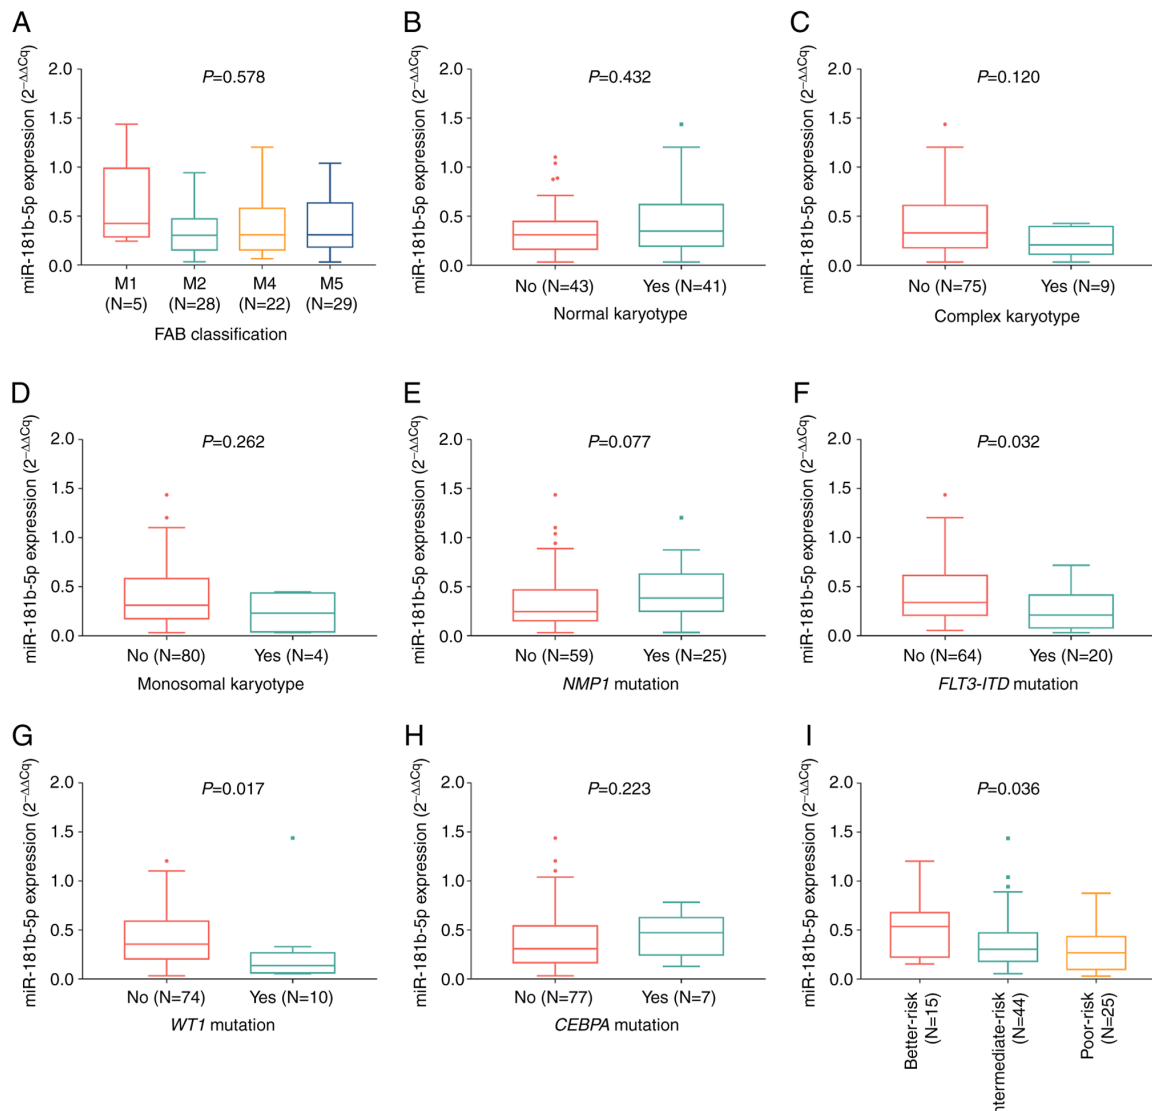 A
miR-181b-5p expression (2−ΔΔCq)
P=0.578
2.0
1.5
1.0
0.5
0.0
M1 M2 M4 M5
(N=5) (N=28) (N=22) (N=29)
FAB classification
B
miR-181b-5p expression (2−ΔΔCq)
P=0.432
2.0
1.5
1.0
0.5
0.0
No (N=43) Yes (N=41)
Normal karyotype
C
miR-181b-5p expression (2−ΔΔCq)
P=0.120
2.0
1.5
1.0
0.5
0.0
No (N=75) Yes (N=9)
Complex karyotype
D
miR-181b-5p expression (2−ΔΔCq)
P=0.262
2.0
1.5
1.0
0.5
0.0
No (N=80) Yes (N=4)
Monosomal karyotype
E
miR-181b-5p expression (2−ΔΔCq)
P=0.077
2.0
1.5
1.0
0.5
0.0
No (N=59) Yes (N=25)
NMP1 mutation
F
miR-181b-5p expression (2−ΔΔCq)
P=0.032
2.0
1.5
1.0
0.5
0.0
No (N=64) Yes (N=20)
FLT3-ITD mutation
G
miR-181b-5p expression (2−ΔΔCq)
P=0.017
2.0
1.5
1.0
0.5
0.0
No (N=74) Yes (N=10)
WT1 mutation
H
miR-181b-5p expression (2−ΔΔCq)
P=0.223
2.0
1.5
1.0
0.5
0.0
No (N=77) Yes (N=7)
CEBPA mutation
I
miR-181b-5p expression (2−ΔΔCq)
P=0.036
2.0
1.5
1.0
0.5
0.0
Better-risk
(N=15)
ntermediate-risk
(N=44)
Poor-risk
(N=25)